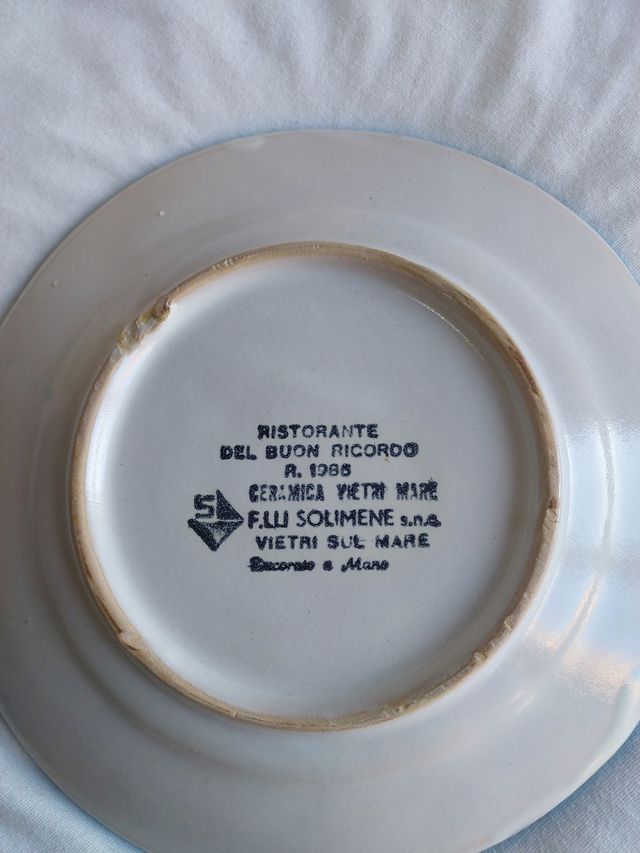 RISTORANTE
DEL BUON RICORDO
R. 1988
CERAMICA VIETRI MARE
S F.LLI SOLIMENE s.n.c.
VIETRI SUL MARE
Decorato a Mano